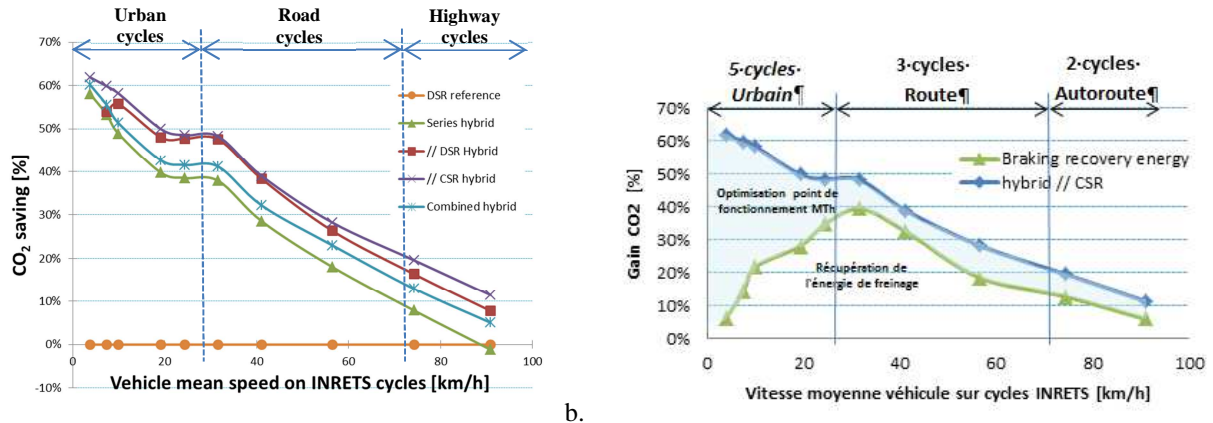 Urban
cycles
Road
cycles
Highway
cycles
70%
60%
50%
40%
30%
20%
10%
0%
-10%
CO2 saving [%]
DSR reference
Series hybrid
// DSR Hybrid
// CSR hybrid
Combined hybrid
0 20 40 60 80 100
Vehicle mean speed on INRETS cycles [km/h]
b.
5·cycles·
Urbain¶
3·cycles·
Route¶
2·cycles·
Autoroute¶
70%
60%
50%
40%
30%
20%
10%
0%
Gain CO2 [%]
Braking recovery energy
hybrid // CSR
Optimisation point de
fonctionnement MTh
Récupération de
l'énergie de freinage
0 20 40 60 80 100
Vitesse moyenne véhicule sur cycles INRETS [km/h]